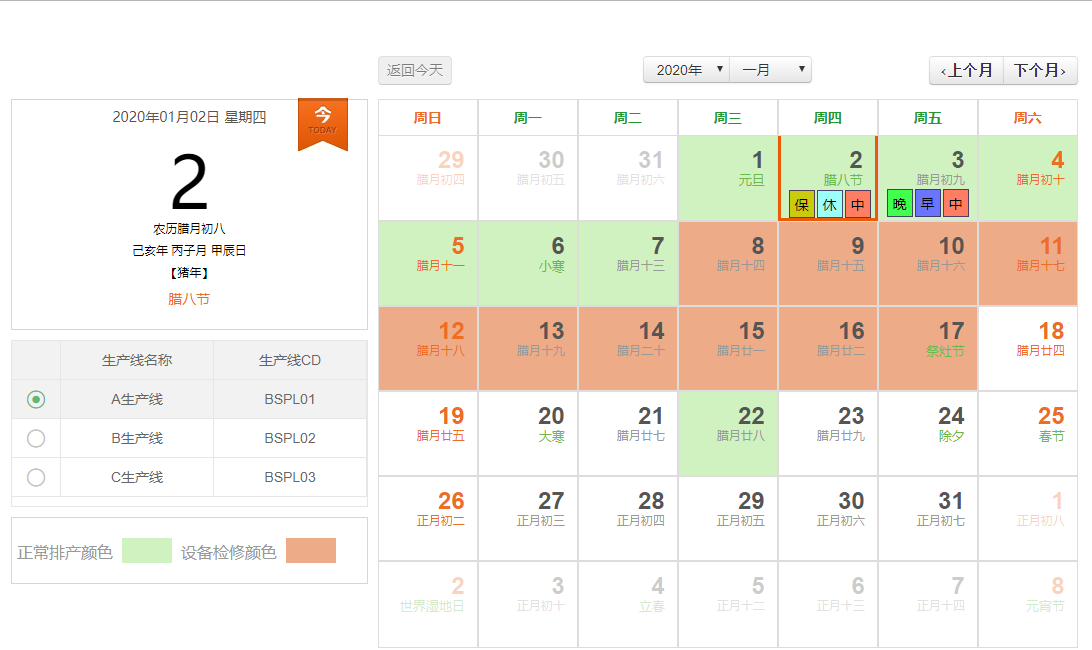 返回今天
2020年 一月
‹上个月 下个月›
2020年01月02日 星期四
今
TODAY
2
农历腊月初八
己亥年 丙子月 甲辰日
【猪年】
腊八节
生产线名称 生产线CD
A生产线 BSPL01
B生产线 BSPL02
C生产线 BSPL03
正常排产颜色 设备检修颜色
周日 周一 周二 周三 周四 周五 周六
29 30 31 1 2 3 4
腊月初四 腊月初五 腊月初六 元旦 腊八节 腊月初九 腊月初十
保 休 中 晚 早 中
5 6 7 8 9 10 11
腊月十一 小寒 腊月十三 腊月十四 腊月十五 腊月十六 腊月十七
12 13 14 15 16 17 18
腊月十八 腊月十九 腊月二十 腊月廿一 腊月廿二 祭灶节 腊月廿四
19 20 21 22 23 24 25
腊月廿五 大寒 腊月廿七 腊月廿八 腊月廿九 除夕 春节
26 27 28 29 30 31 1
正月初二 正月初三 正月初四 正月初五 正月初六 正月初七 正月初八
2 3 4 5 6 7 8
世界湿地日 正月初十 立春 正月十二 正月十三 正月十四 元宵节